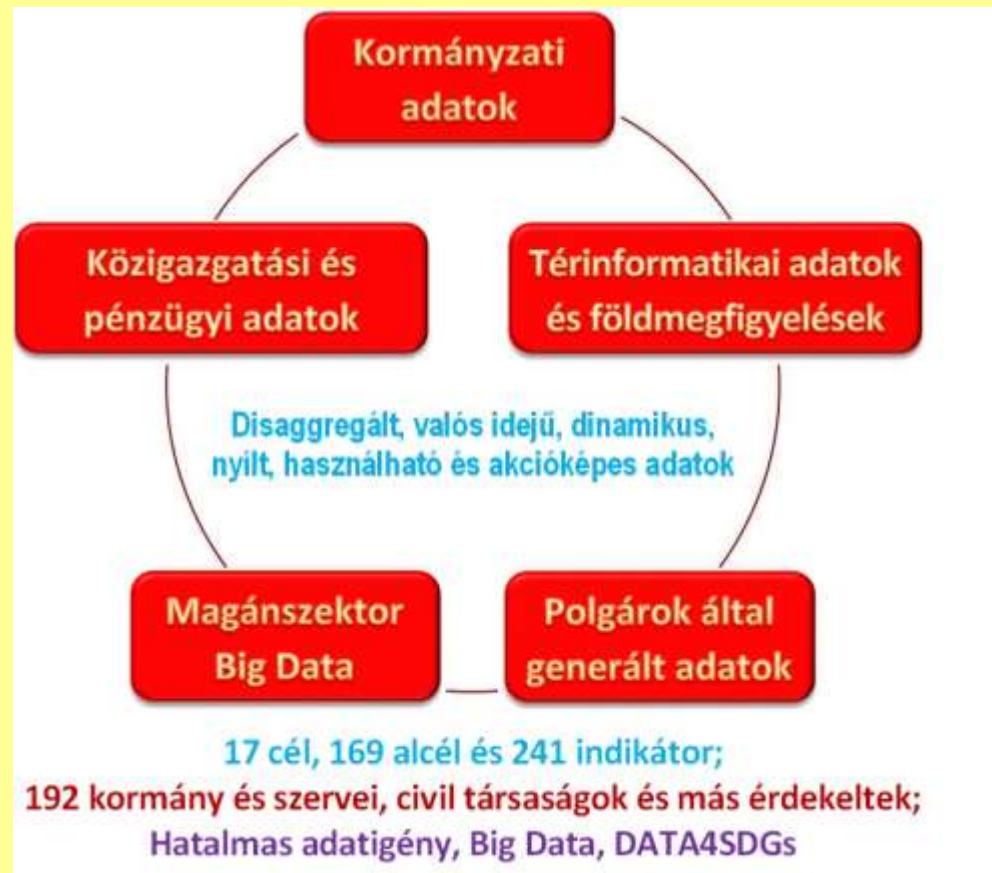 Kormányzati
adatok
Közigazgatási és
pénzügyi adatok
Térinformatikai adatok
és földmegfigyelések
Disaggregált, valós idejű, dinamikus,
nyílt, használható és akcióképes adatok
Magánszektor
Big Data
Polgárok által
generált adatok
17 cél, 169 alcél és 241 indikátor;
192 kormány és szervei, civil társaságok és más érdekeltek;
Hatalmas adatigény, Big Data, DATA4SDGs